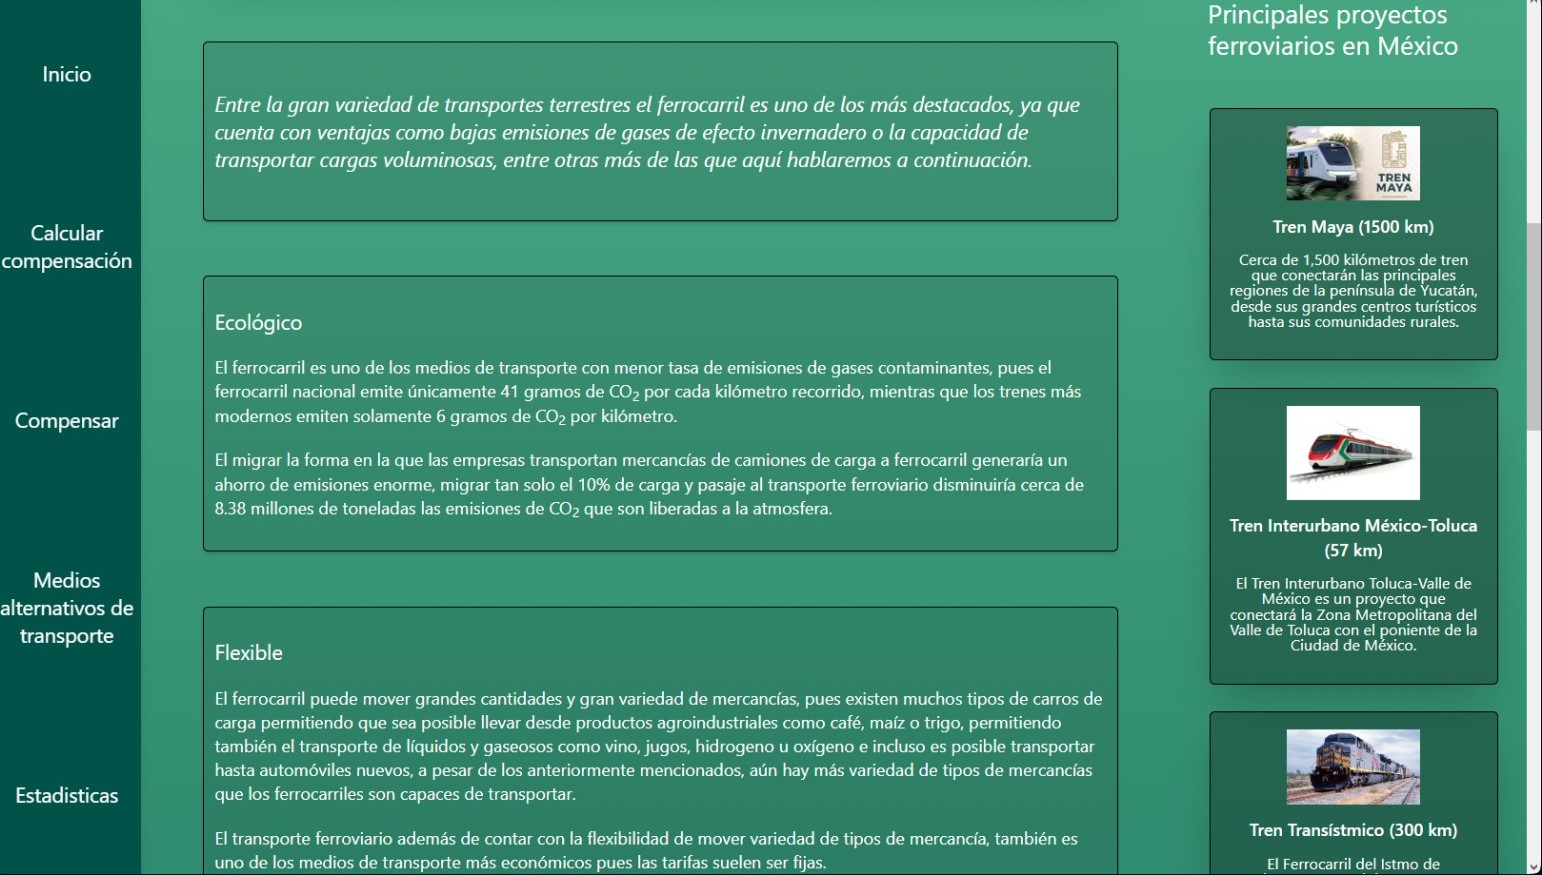 Inicio
Calcular
compensación
Compensar
Medios
alternativos de
transporte
Estadisticas
Entre la gran variedad de transportes terrestres el ferrocarril es uno de los más destacados, ya que
cuenta con ventajas como bajas emisiones de gases de efecto invernadero o la capacidad de
transportar cargas voluminosas, entre otras más de las que aquí hablaremos a continuación.
Ecológico
El ferrocarril es uno de los medios de transporte con menor tasa de emisiones de gases contaminantes, pues el
ferrocarril nacional emite únicamente 41 gramos de CO₂ por cada kilómetro recorrido, mientras que los trenes más
modernos emiten solamente 6 gramos de CO₂ por kilómetro.
El migrar la forma en la que las empresas transportan mercancías de camiones de carga a ferrocarril generaría un
ahorro de emisiones enorme, migrar tan solo el 10% de carga y pasaje al transporte ferroviario disminuiría cerca de
8.38 millones de toneladas las emisiones de CO₂ que son liberadas a la atmosfera.
Flexible
El ferrocarril puede mover grandes cantidades y gran variedad de mercancías, pues existen muchos tipos de carros de
carga permitiendo que sea posible llevar desde productos agroindustriales como café, maíz o trigo, permitiendo
también el transporte de líquidos y gaseosos como vino, jugos, hidrogeno u oxígeno e incluso es posible transportar
hasta automóviles nuevos, a pesar de los anteriormente mencionados, aún hay más variedad de tipos de mercancías
que los ferrocarriles son capaces de transportar.
El transporte ferroviario además de contar con la flexibilidad de mover variedad de tipos de mercancía, también es
uno de los medios de transporte más económicos pues las tarifas suelen ser fijas.
Principales proyectos
ferroviarios en México
TREN
MAYA
Tren Maya (1500 km)
Cerca de 1,500 kilómetros de tren
que conectarán las principales
regiones de la península de Yucatán,
desde sus grandes centros turísticos
hasta sus comunidades rurales.
Tren Interurbano México-Toluca
(57 km)
El Tren Interurbano Toluca-Valle de
México es un proyecto que
conectará la Zona Metropolitana del
Valle de Toluca con el poniente de la
Ciudad de México.
Tren Transístmico (300 km)
El Ferrocarril del Istmo de